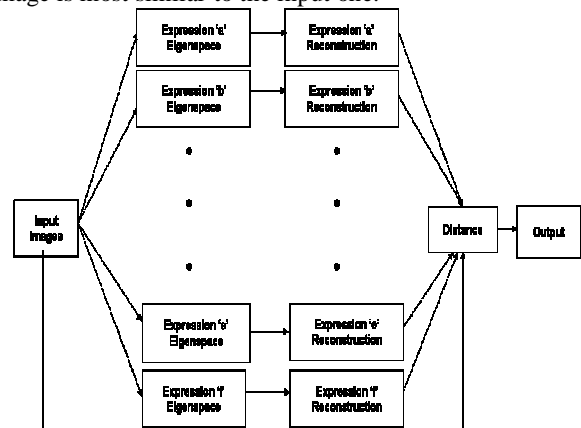 mage is most similar to the input one.
Expression 'a'
Eigenspace
Expression 'a'
Reconstruction
Expression 'b'
Eigenspace
Expression 'b'
Reconstruction
Input
Images
Distance
Output
Expression 'e'
Eigenspace
Expression 'e'
Reconstruction
Expression 'f'
Eigenspace
Expression 'f'
Reconstruction